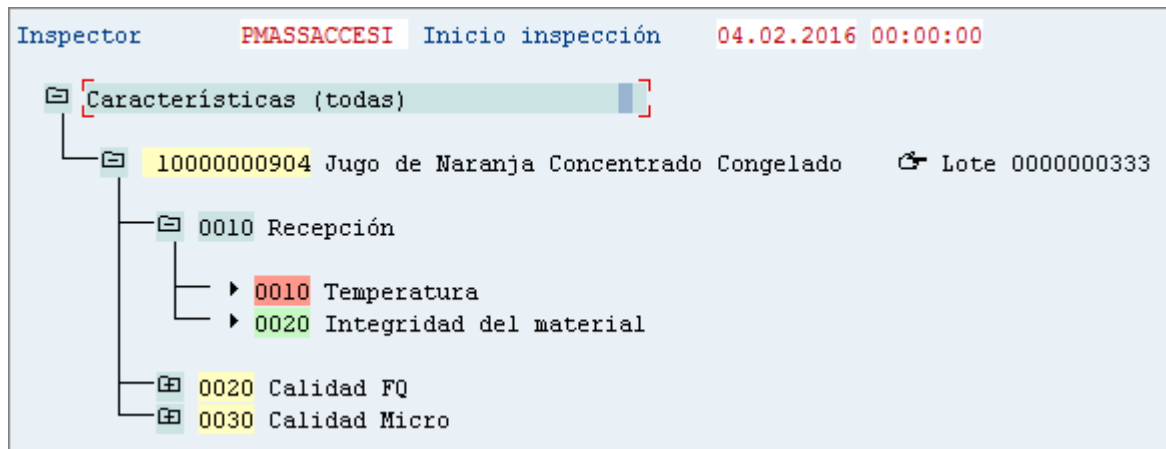 Inspector PMASSACCESI Inicio inspección 04.02.2016 00:00:00
Características (todas)
10000000904 Jugo de Naranja Concentrado Congelado Lote 0000000333
0010 Recepción
0010 Temperatura
0020 Integridad del material
0020 Calidad FQ
0030 Calidad Micro